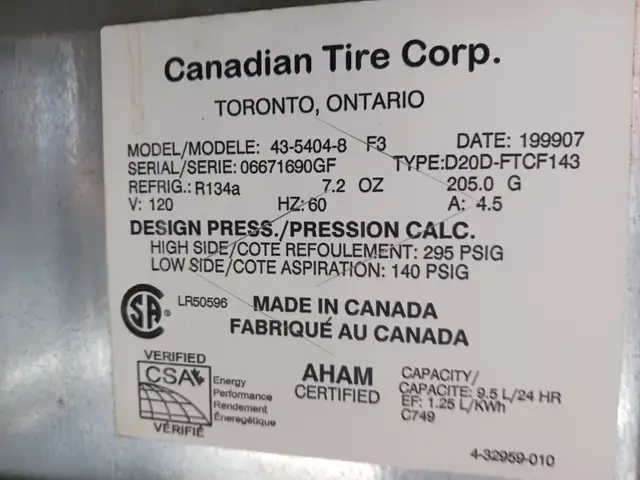 Canadian Tire Corp.
TORONTO, ONTARIO
MODEL/MODELE: 43-5404-8 F3 DATE: 199907
SERIAL/SERIE: 06671690GF TYPE:D20D-FTCF143
REFRIG.: R134a 7.2 OZ 205.0 G
V: 120 HZ: 60 A: 4.5
DESIGN PRESS./PRESSION CALC.
HIGH SIDE/COTE REFOULEMENT: 295 PSIG
LOW SIDE/COTE ASPIRATION: 140 PSIG
SA ® LR50596 MADE IN CANADA
FABRIQUÉ AU CANADA
VERIFIED
CSA
Energy
Performance
Rendement
Énergétique
VÉRIFIÉ
AHAM
CERTIFIED
CAPACITY/
CAPACITE: 9.5 L/24 HR
EF: 1.25 L/KWh
C749
4-32959-010